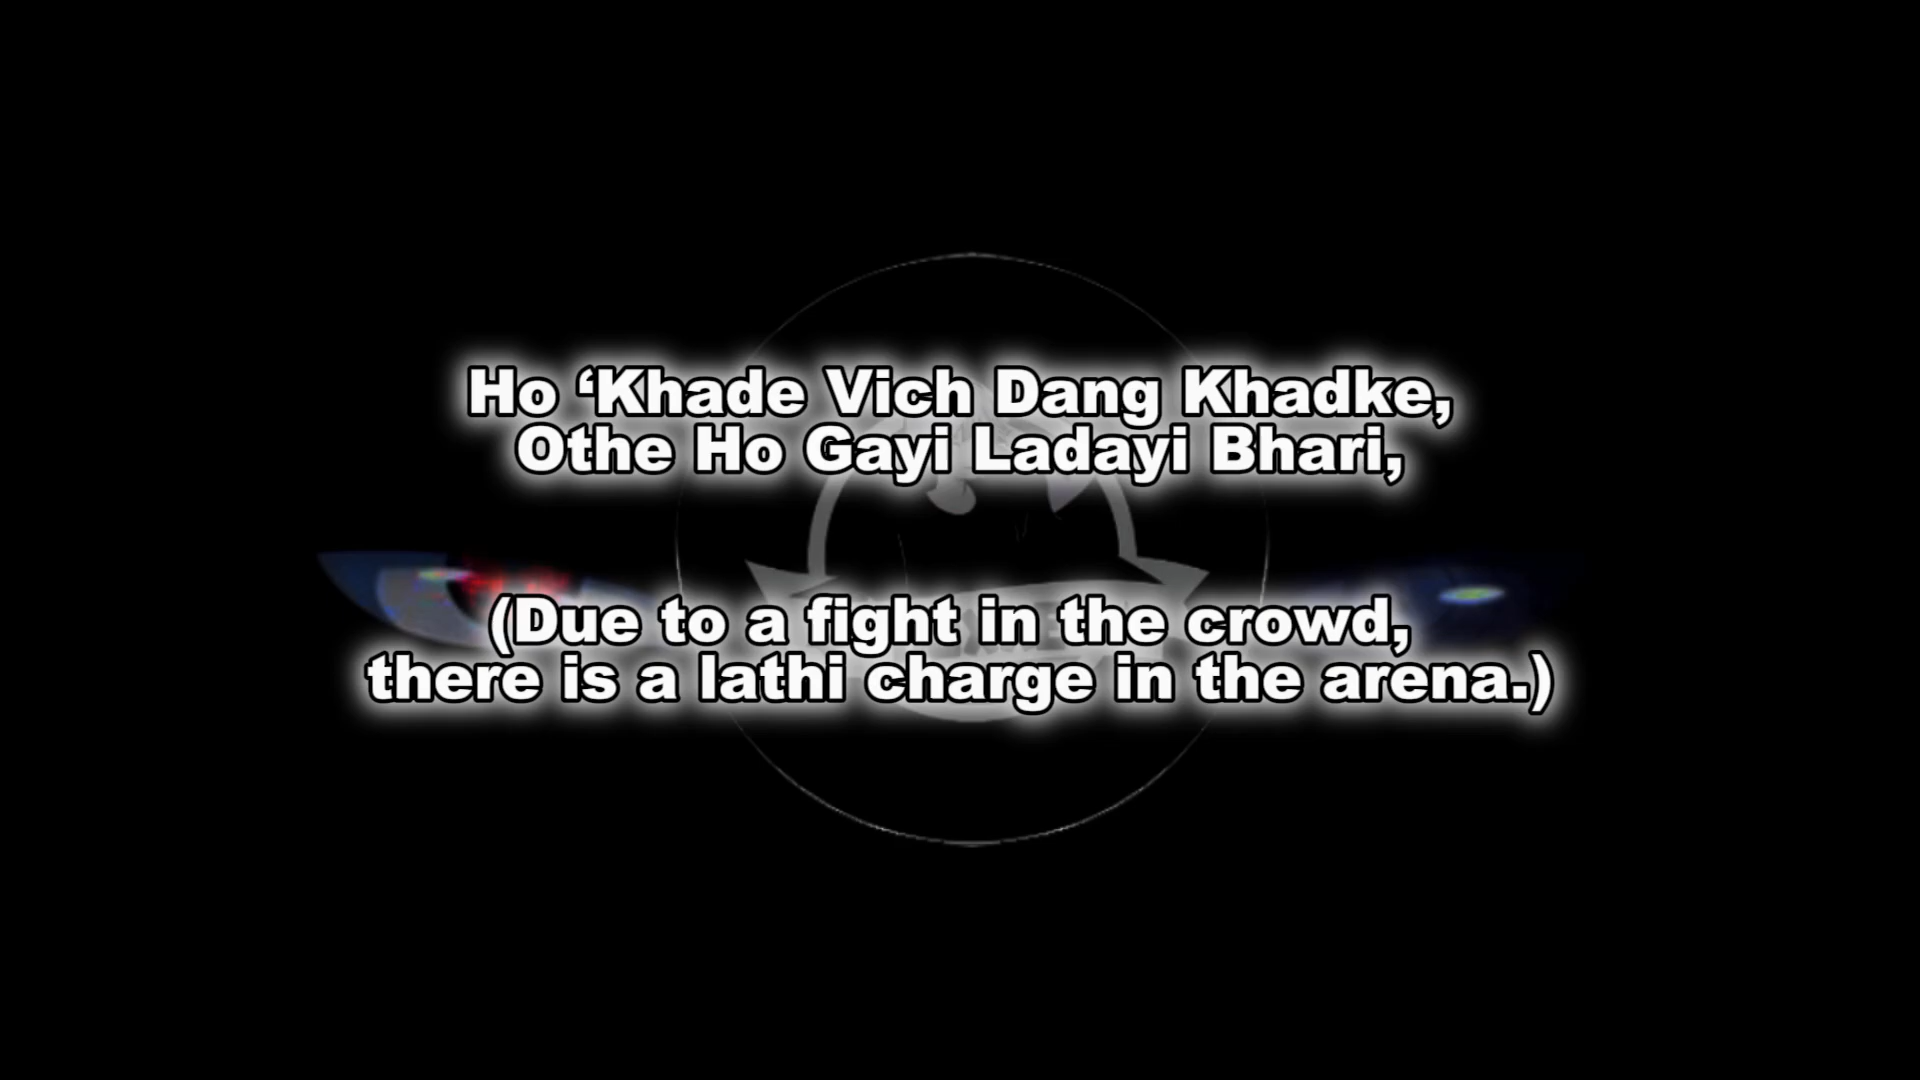 Ho ‘Khade Vich Dang Khadke,
Othe Ho Gayi Ladayi Bhari,
(Due to a fight in the crowd,
there is a lathi charge in the arena.)